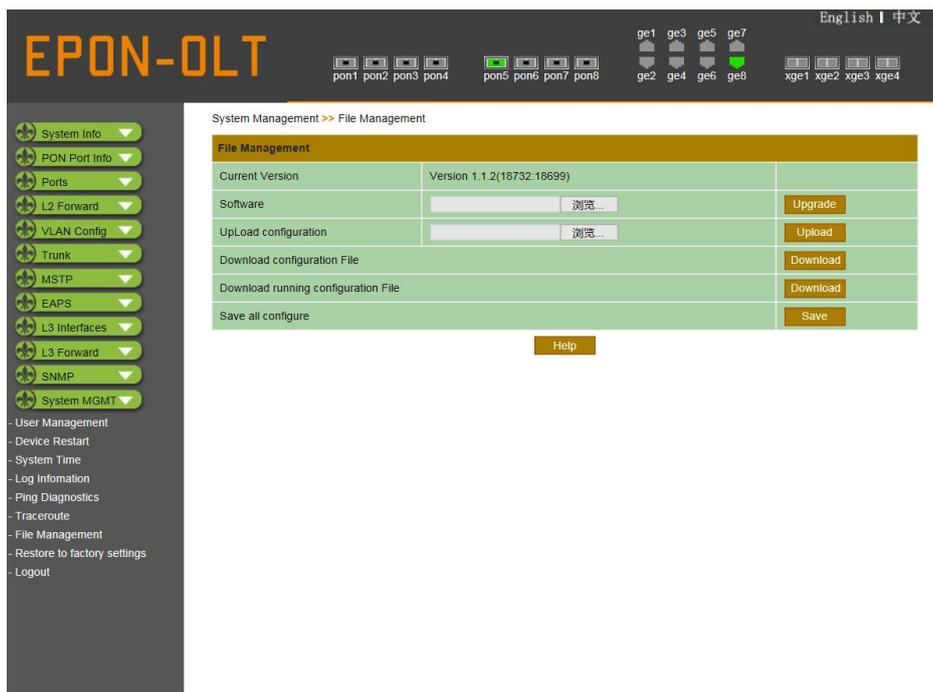 English | 中文
EPON-OLT
ge1 ge3 ge5 ge7
pon1 pon2 pon3 pon4 pon5 pon6 pon7 pon8 ge2 ge4 ge6 ge8 xge1 xge2 xge3 xge4
System Info
PON Port Info
Ports
L2 Forward
VLAN Config
Trunk
MSTP
EAPS
L3 Interfaces
L3 Forward
SNMP
System MGMT
- User Management
- Device Restart
- System Time
- Log Infomation
- Ping Diagnostics
- Traceroute
- File Management
- Restore to factory settings
- Logout
System Management >> File Management
File Management
Current Version Version 1.1.2(18732:18699)
Software 浏览... Upgrade
UpLoad configuration 浏览... Upload
Download configuration File Download
Download running configuration File Download
Save all configure Save
Help